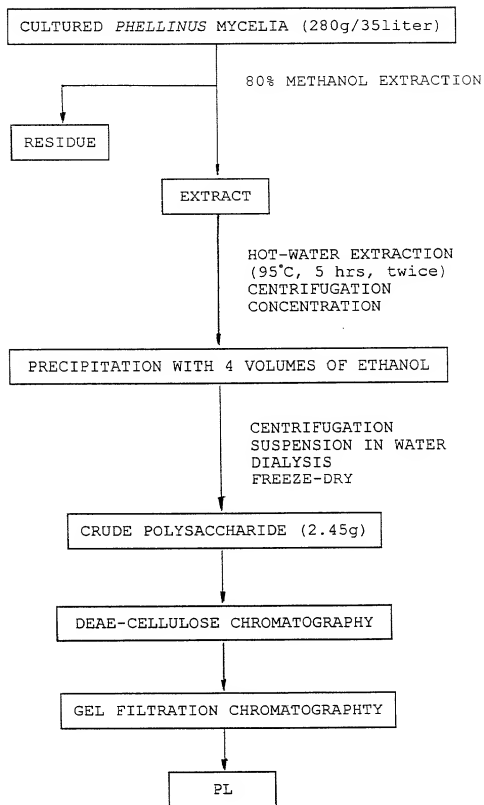 CULTURED PHELLINUS MYCELIA (280g/35liter)
80% METHANOL EXTRACTION
RESIDUE
EXTRACT
HOT-WATER EXTRACTION
(95°C, 5 hrs, twice)
CENTRIFUGATION
CONCENTRATION
PRECIPITATION WITH 4 VOLUMES OF ETHANOL
CENTRIFUGATION
SUSPENSION IN WATER
DIALYSIS
FREEZE-DRY
CRUDE POLYSACCHARIDE (2.45g)
DEAE-CELLULOSE CHROMATOGRAPHY
GEL FILTRATION CHROMATOGRAPHTY
PL